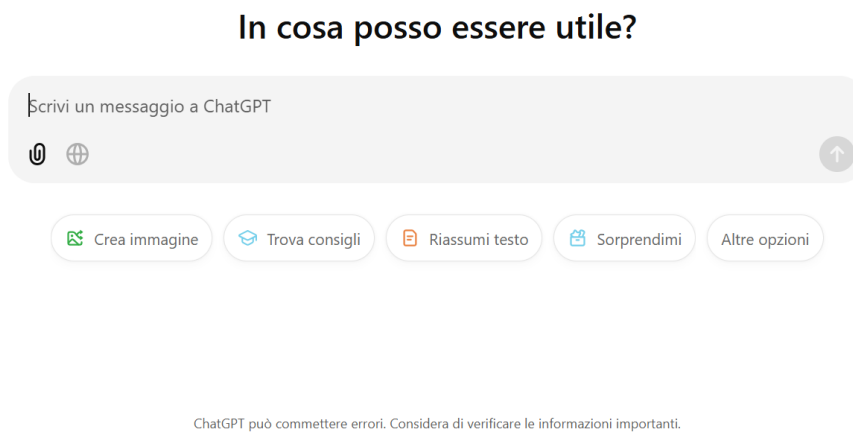 In cosa posso essere utile?
Scrivi un messaggio a ChatGPT
Crea immagine Trova consigli Riassumi testo Sorprendimi Altre opzioni
ChatGPT può commettere errori. Considera di verificare le informazioni importanti.